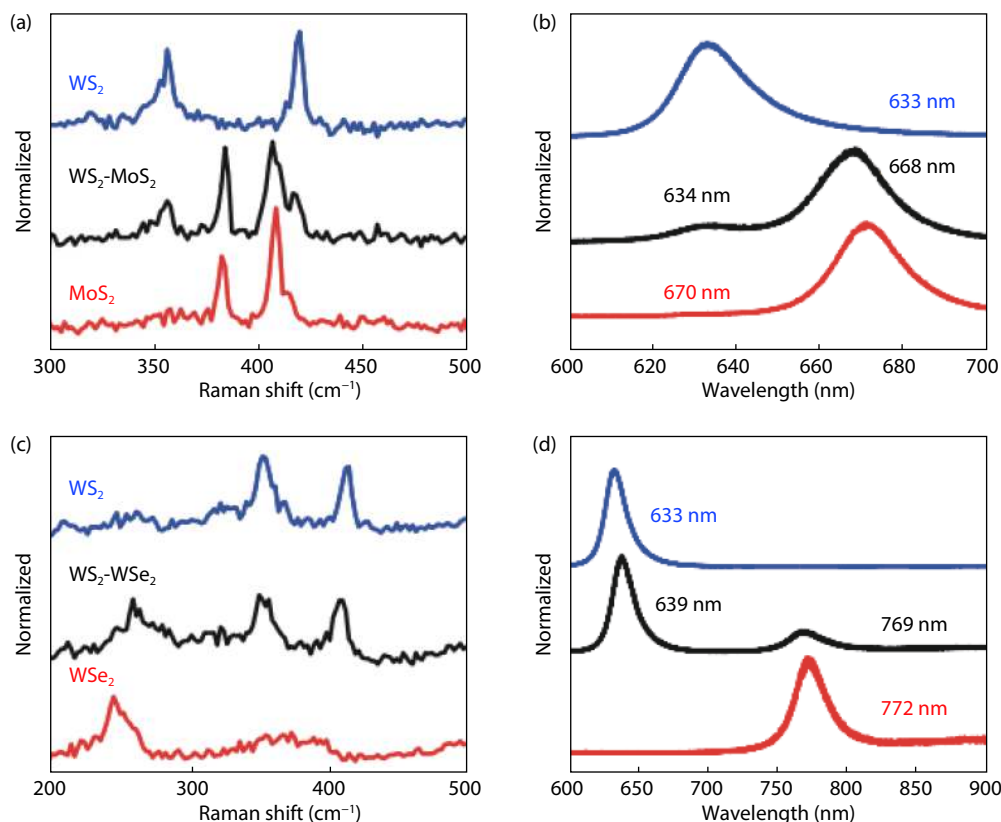 (a)
Normalized
WS₂
WS₂-MoS₂
MoS₂
300 350 400 450 500
Raman shift (cm⁻¹)
(b)
Normalized
633 nm
634 nm
668 nm
670 nm
600 620 640 660 680 700
Wavelength (nm)
(c)
Normalized
WS₂
WS₂-WSe₂
WSe₂
200 300 400 500
Raman shift (cm⁻¹)
(d)
Normalized
633 nm
639 nm
769 nm
772 nm
600 650 700 750 800 850 900
Wavelength (nm)